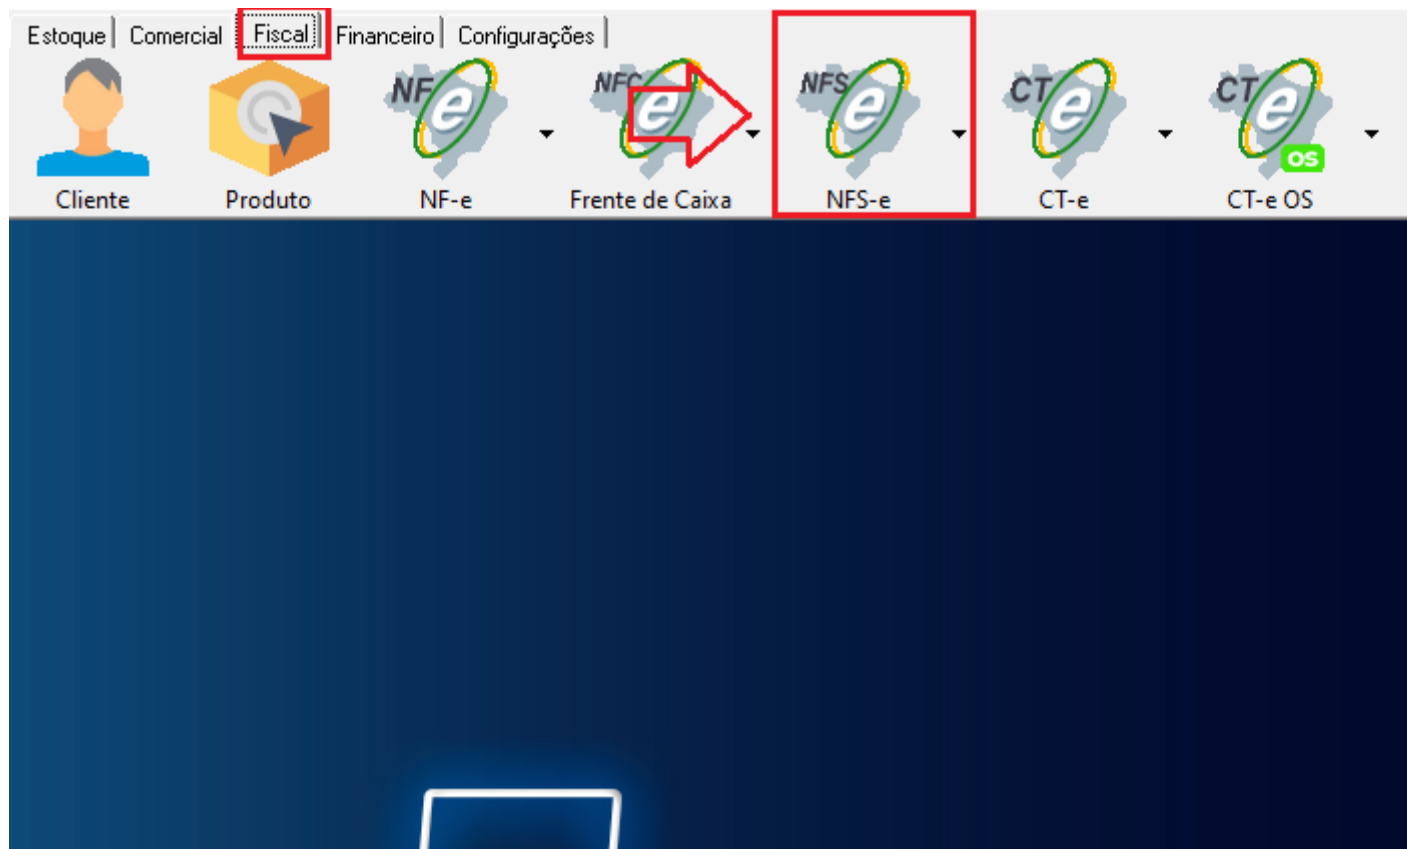 Estoque Comercial Fiscal Financeiro Configurações
NF e NFC e NFS e CT e CT e os
Cliente Produto NF-e Frente de Caixa NFS-e CT-e CT-e OS